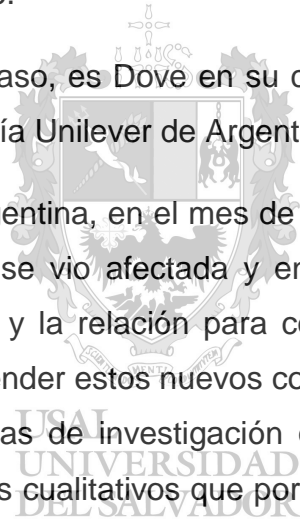 aso, es Dove en su c
ía Unilever de Argent
gentina, en el mes de
se vio afectada y en
y la relación para co
ender estos nuevos co
USAL
as de investigación
UNIVERSIDAD
DEL SALVADOR
s cualitativos que por